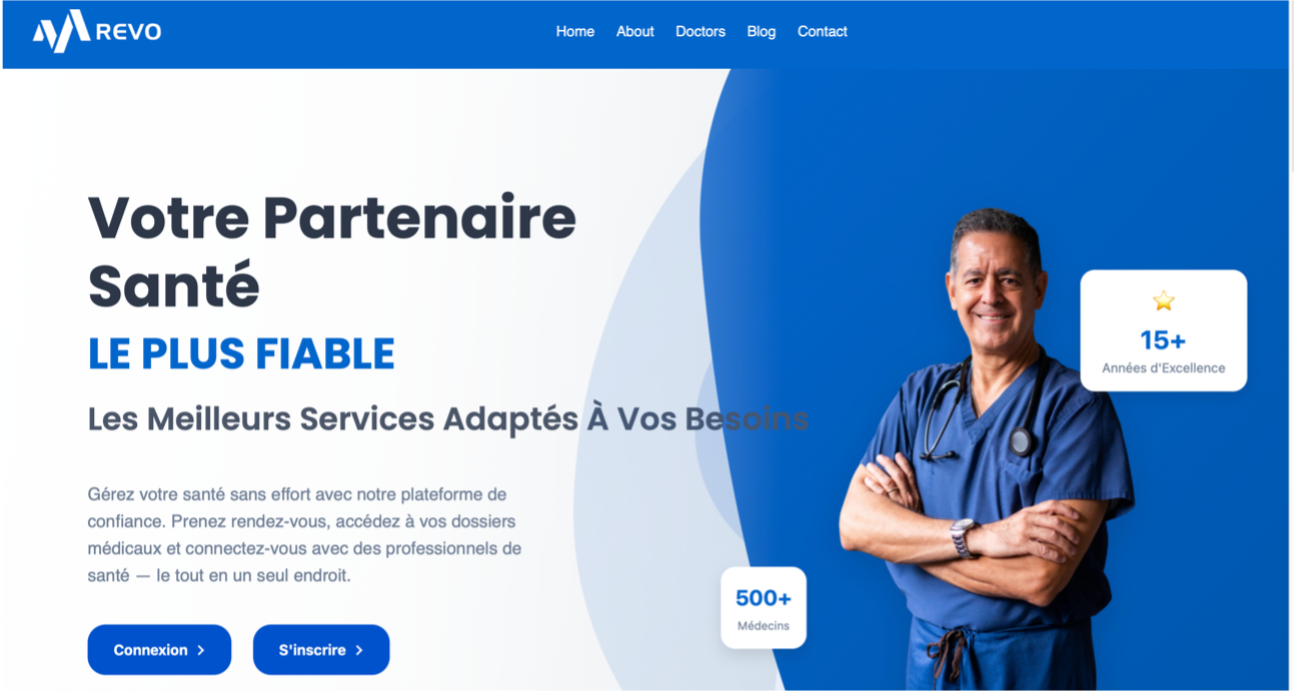 REVO
Home About Doctors Blog Contact
Votre Partenaire
Santé
LE PLUS FIABLE
Les Meilleurs Services Adaptés À Vos Besoins
Gérez votre santé sans effort avec notre plateforme de
confiance. Prenez rendez-vous, accédez à vos dossiers
médicaux et connectez-vous avec des professionnels de
santé — le tout en un seul endroit.
Connexion >
S'inscrire >
15+
Années d'Excellence
500+
Médecins